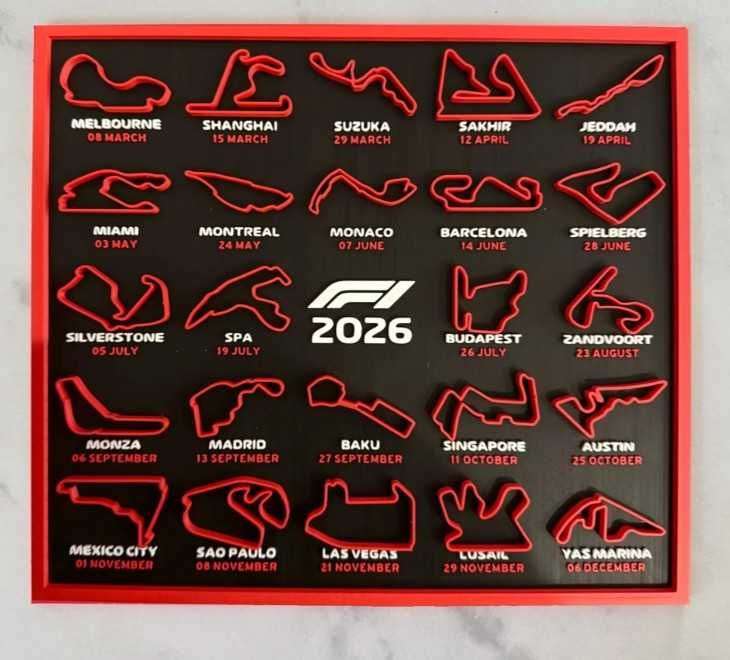 MELBOURNE
08 MARCH
SHANGHAI
15 MARCH
SUZUKA
29 MARCH
SAKHIR
12 APRIL
JEDDAH
19 APRIL
MIAMI
03 MAY
MONTREAL
24 MAY
MONACO
07 JUNE
BARCELONA
14 JUNE
SPIELBERG
28 JUNE
SILVERSTONE
05 JULY
SPA
19 JULY
F1
2026
BUDAPEST
26 JULY
ZANDVOORT
23 AUGUST
MONZA
06 SEPTEMBER
MADRID
13 SEPTEMBER
BAKU
27 SEPTEMBER
SINGAPORE
11 OCTOBER
AUSTIN
25 OCTOBER
MEXICO CITY
01 NOVEMBER
SAO PAULO
08 NOVEMBER
LAS VEGAS
21 NOVEMBER
LUSAIL
29 NOVEMBER
YAS MARINA
06 DECEMBER